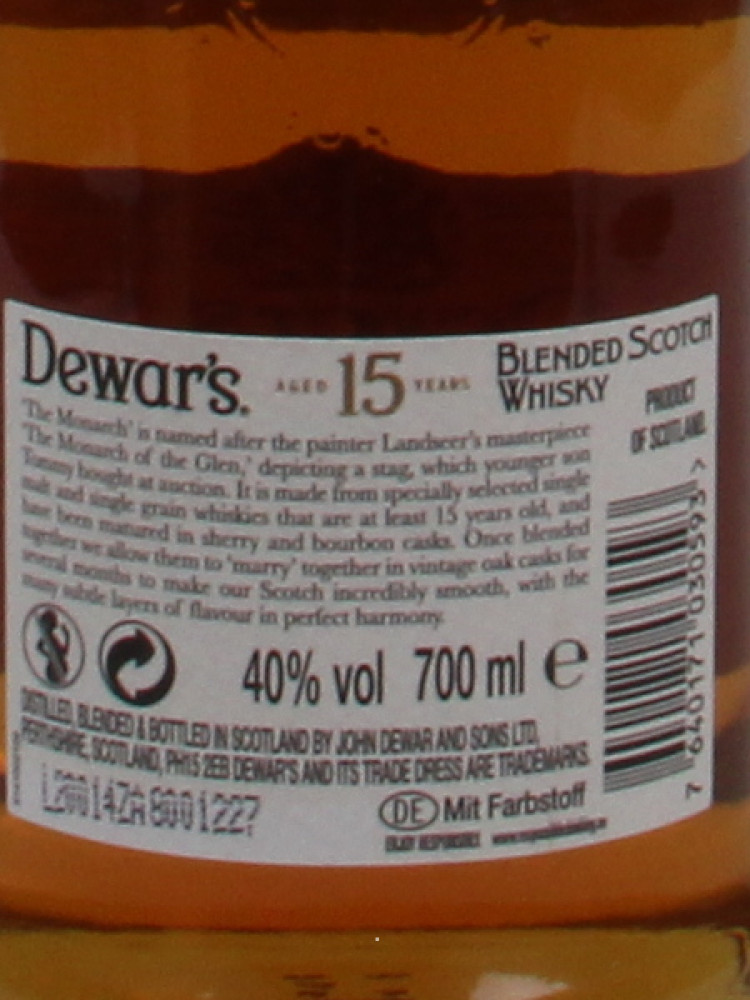 Dewar's.
AGED 15 YEARS
BLENDED SCOTCH
WHISKY
PRODUCT
OF SCOTLAND.
'The Monarch' is named after the painter Landseer's masterpiece
'The Monarch of the Glen,' depicting a stag, which younger son
Tommy bought at auction. It is made from specially selected single
malt and single grain whiskies that are at least 15 years old, and
have been matured in sherry and bourbon casks. Once blended
together we allow them to 'marry' together in vintage oak casks for
several months to make our Scotch incredibly smooth, with the
many subtle layers of flavour in perfect harmony.
40% vol 700 ml e
DISTILLED, BLENDED & BOTTLED IN SCOTLAND BY JOHN DEWAR AND SONS LTD,
PERTHSHIRE, SCOTLAND, PH15 2EB DEWAR'S AND ITS TRADE DRESS ARE TRADEMARKS.
L20014ZA8001227
DE Mit Farbstoff
ENJOY RESPONSIBLY
7 640171 030593 >